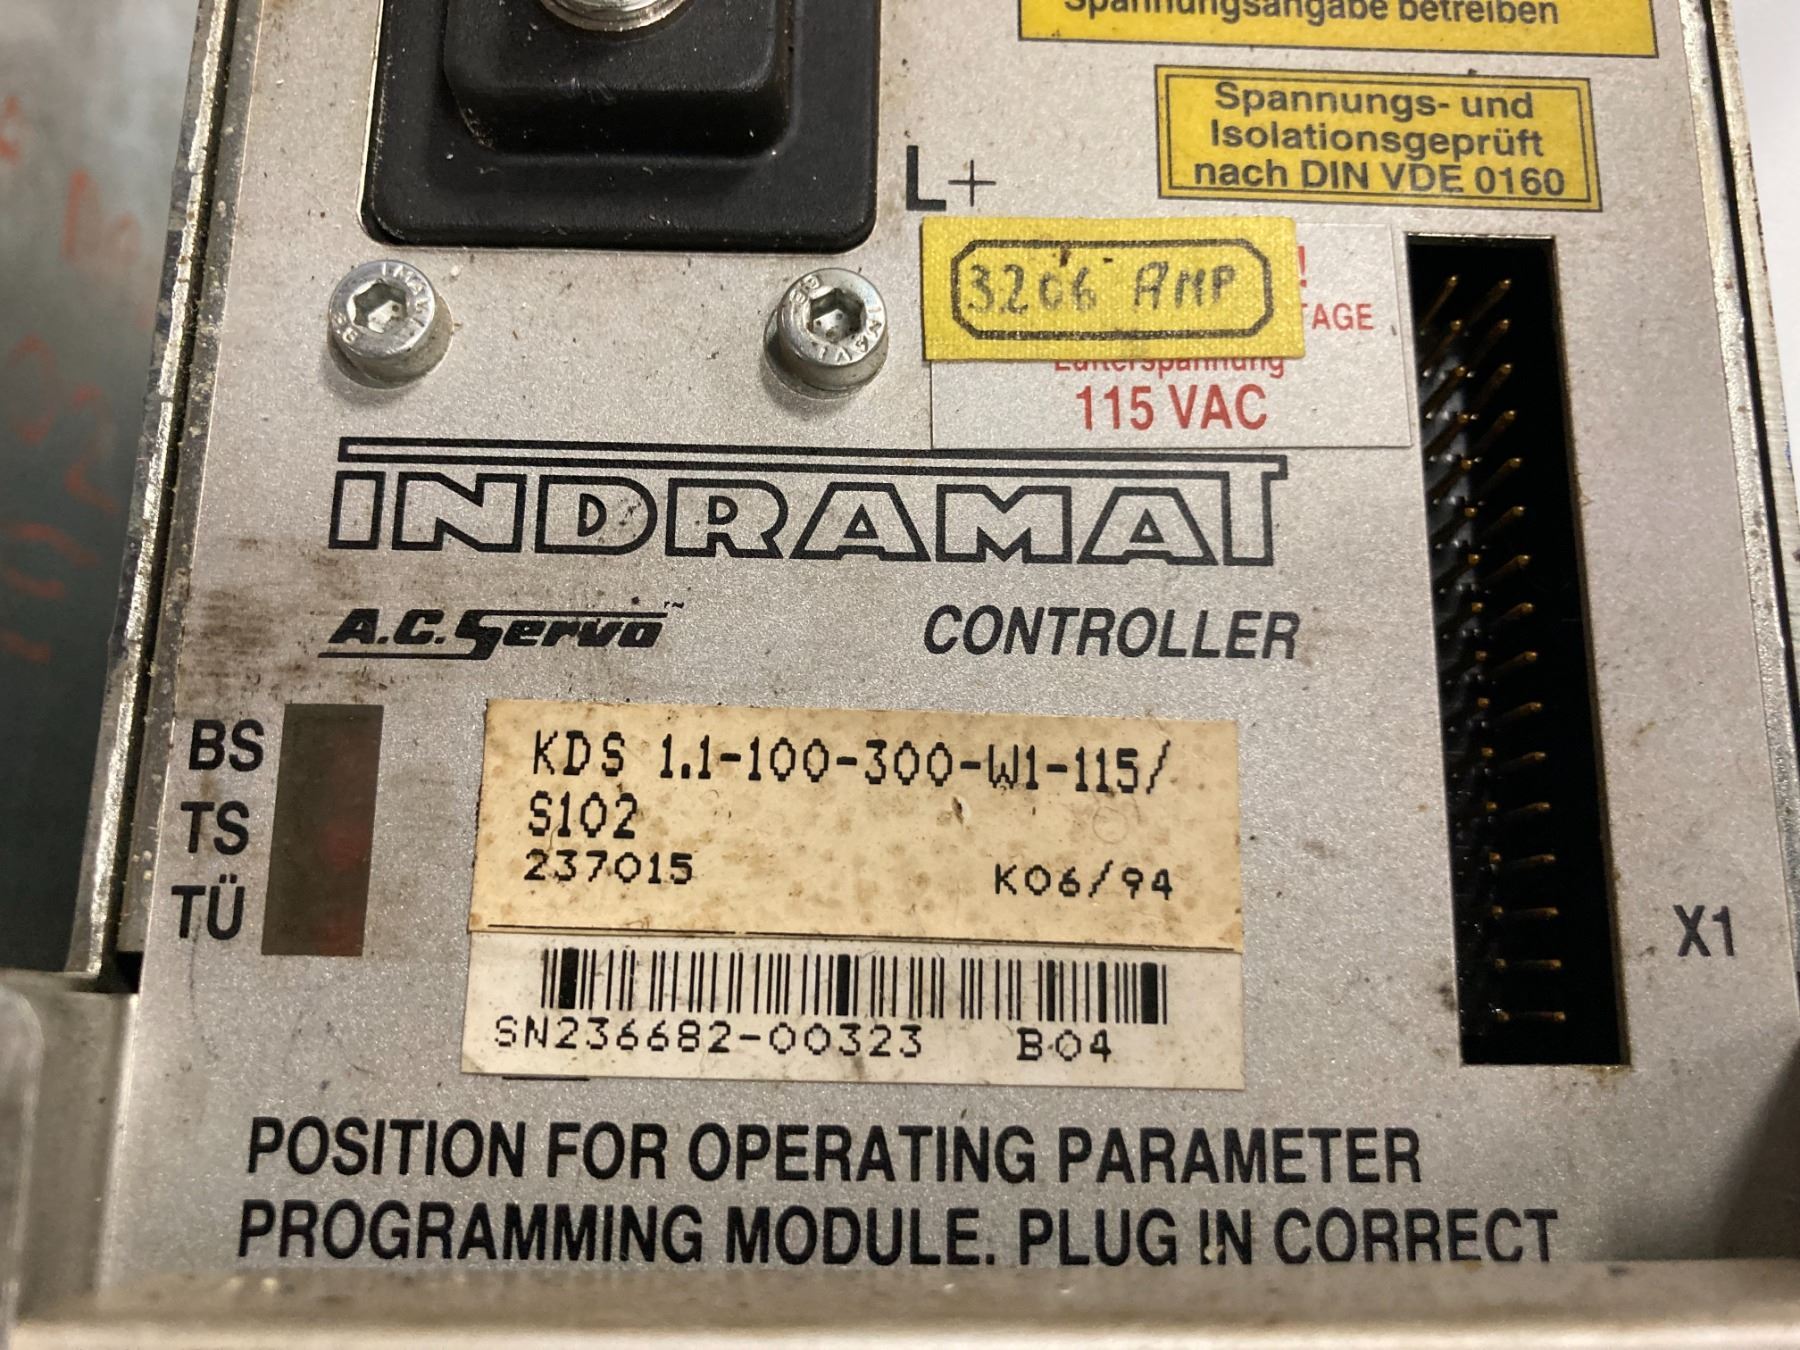 Spannungsangabe betreiben
Spannungs- und
Isolationsgeprüft
nach DIN VDE 0160
L+
3206 AMP
!
TAGE
Lüfterspannung
115 VAC
INDRAMAT
A.C. Servo™
CONTROLLER
BS
TS
TÜ
KDS 1.1-100-300-W1-115/
S102
237015 K06/94
X1
SN236682-00323 B04
POSITION FOR OPERATING PARAMETER
PROGRAMMING MODULE. PLUG IN CORRECT